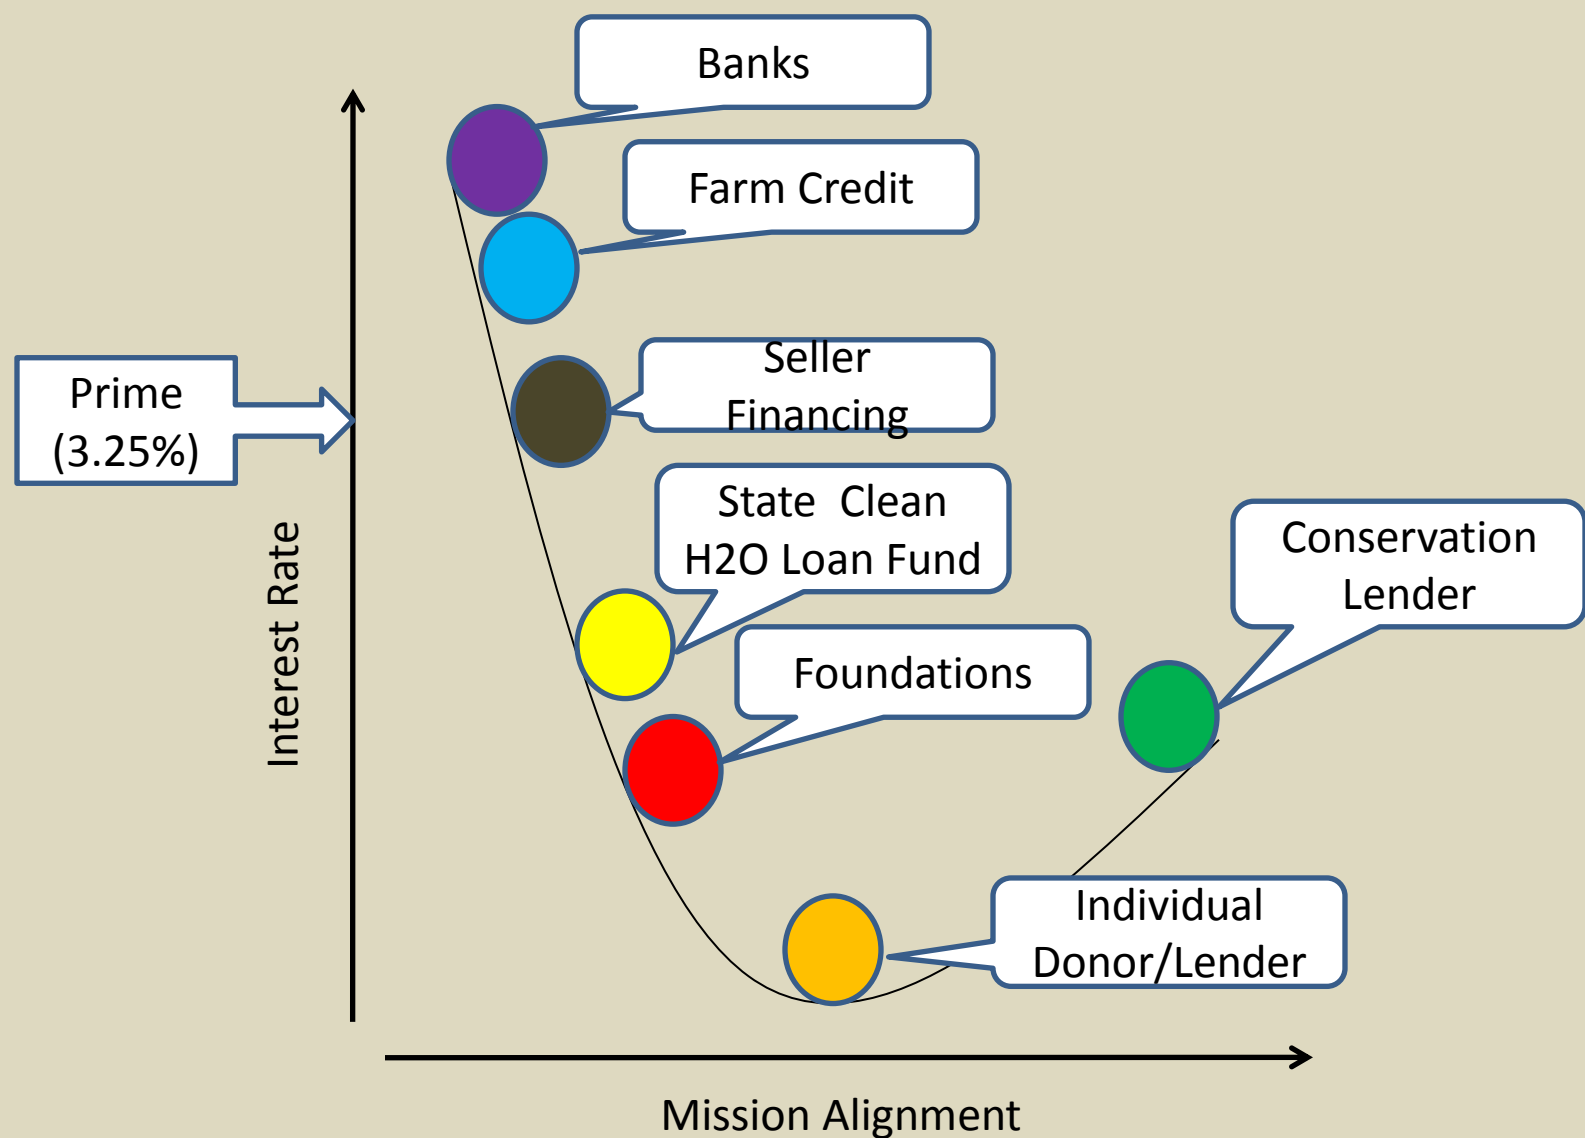 Banks
Farm Credit
Seller
Financing
Prime
(3.25%)
State Clean
H2O Loan Fund
Conservation
Lender
Foundations
Interest Rate
Individual
Donor/Lender
Mission Alignment